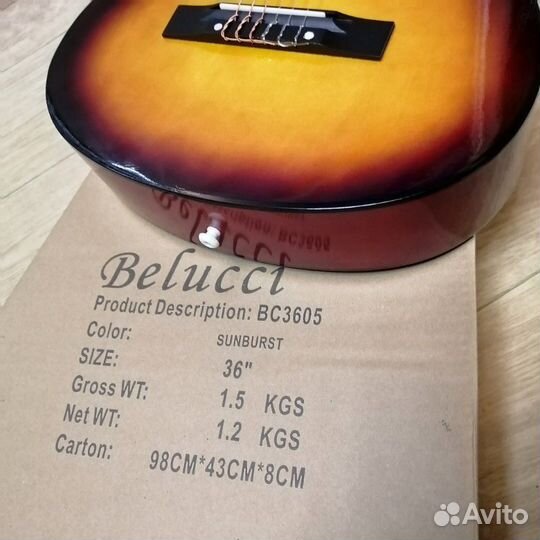 Belucci
Product Description: BC3605
Color: SUNBURST
SIZE: 36"
Gross WT: 1.5 KGS
Net WT: 1.2 KGS
Carton: 98CM*43CM*8CM
Avito